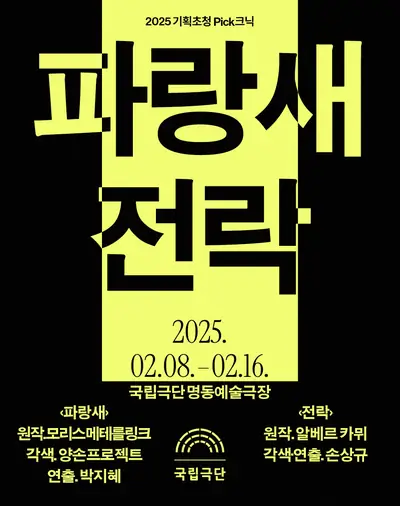 2025 기획초청 Pick크닉
파랑새
전락
2025.
02.08.–02.16.
국립극단 명동예술극장
‹파랑새›
원작.모리스메테를링크
각색. 양손프로젝트
연출. 박지혜
국립극단
‹전락›
원작. 알베르 카뮈
각색·연출. 손상규